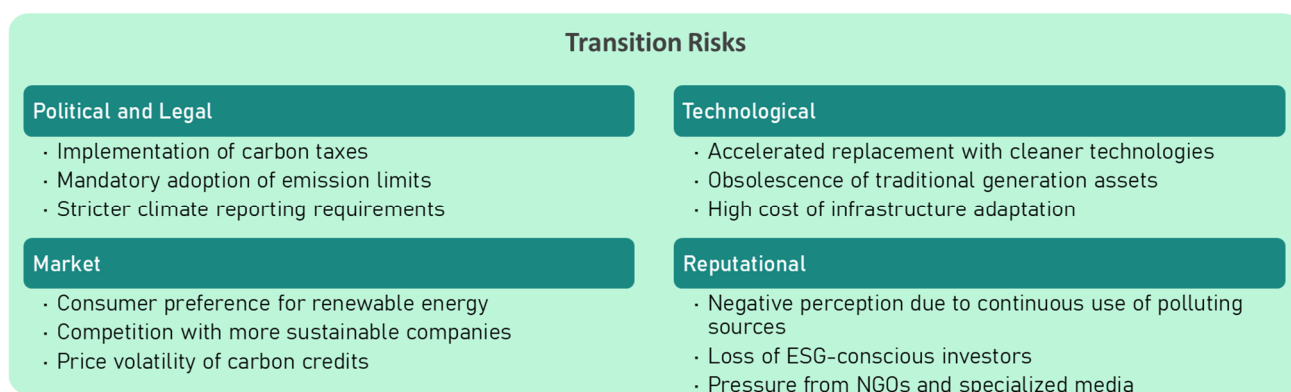 Transition Risks
Political and Legal
· Implementation of carbon taxes
· Mandatory adoption of emission limits
· Stricter climate reporting requirements
Technological
· Accelerated replacement with cleaner technologies
· Obsolescence of traditional generation assets
· High cost of infrastructure adaptation
Market
· Consumer preference for renewable energy
· Competition with more sustainable companies
· Price volatility of carbon credits
Reputational
· Negative perception due to continuous use of polluting
sources
· Loss of ESG-conscious investors
· Pressure from NGOs and specialized media